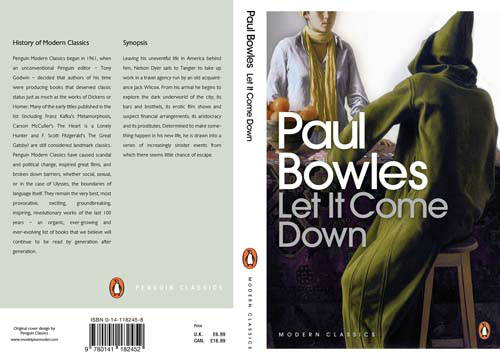 History of Modern Classics
Penguin Modern Classics began in 1961, when
an unconventional Penguin editor – Tony
Godwin – decided that authors of his time
were producing books that deserved classic
status just as much as the works of Dickens or
Homer. Many of the early titles published in the
list (including Franz Kafka's Metamorphosis,
Carson McCuller's The Heart is a Lonely
Hunter and F. Scott Fitzgerald's The Great
Gatsby) are still considered landmark classics.
Penguin Modern Classics have caused scandal
and political change, inspired great films, and
broken down barriers, whether social, sexual,
or in the case of Ulysses, the boundaries of
language itself. They remain the very best, most
provocative, exciting, groundbreaking,
inspiring, revolutionary works of the last 100
years – an organic, ever-growing and
ever-evolving list of books that we believe will
continue to be read by generation after
generation.
Synopsis
Leaving his uneventful life in America behind
him, Nelson Dyer sails to Tangier to take up
work in a travel agency run by an old acquaint-
ance Jack Wilcox. From his arrival he begins to
explore the dark underworld of the city, its
bars and brothels, its erotic film shows and
suspect financial arrangements, its aristocracy
and its prostitutes, Determined to make some-
thing happen in his new life, he is drawn into a
series of increasingly sinister events from
which there seems little chance of escape.
PENGUIN CLASSICS
Original cover design by
Penguin Classics
www.mvddykuimodern.com
ISBN 0-14-118245-8
9 780141 182452
Price
U.K. £6.99
CAN. £16.99
Paul Bowles Let It Come Down
MODERN CLASSICS
Paul
Bowles
Let It Come
Down
MODERN CLASSICS